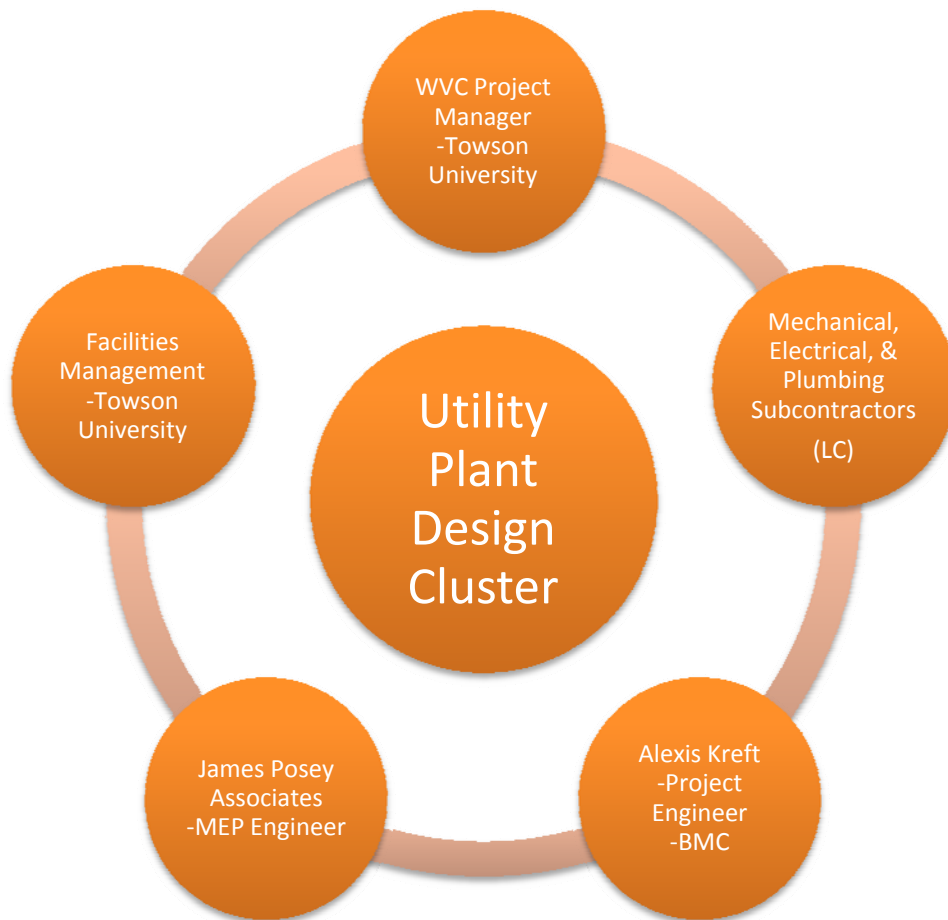 WVC Project
Manager
-Towson
University
Mechanical,
Electrical, &
Plumbing
Subcontractors
(LC)
Facilities
Management
-Towson
University
Utility
Plant
Design
Cluster
James Posey
Associates
-MEP Engineer
Alexis Kreft
-Project
Engineer
-BMC